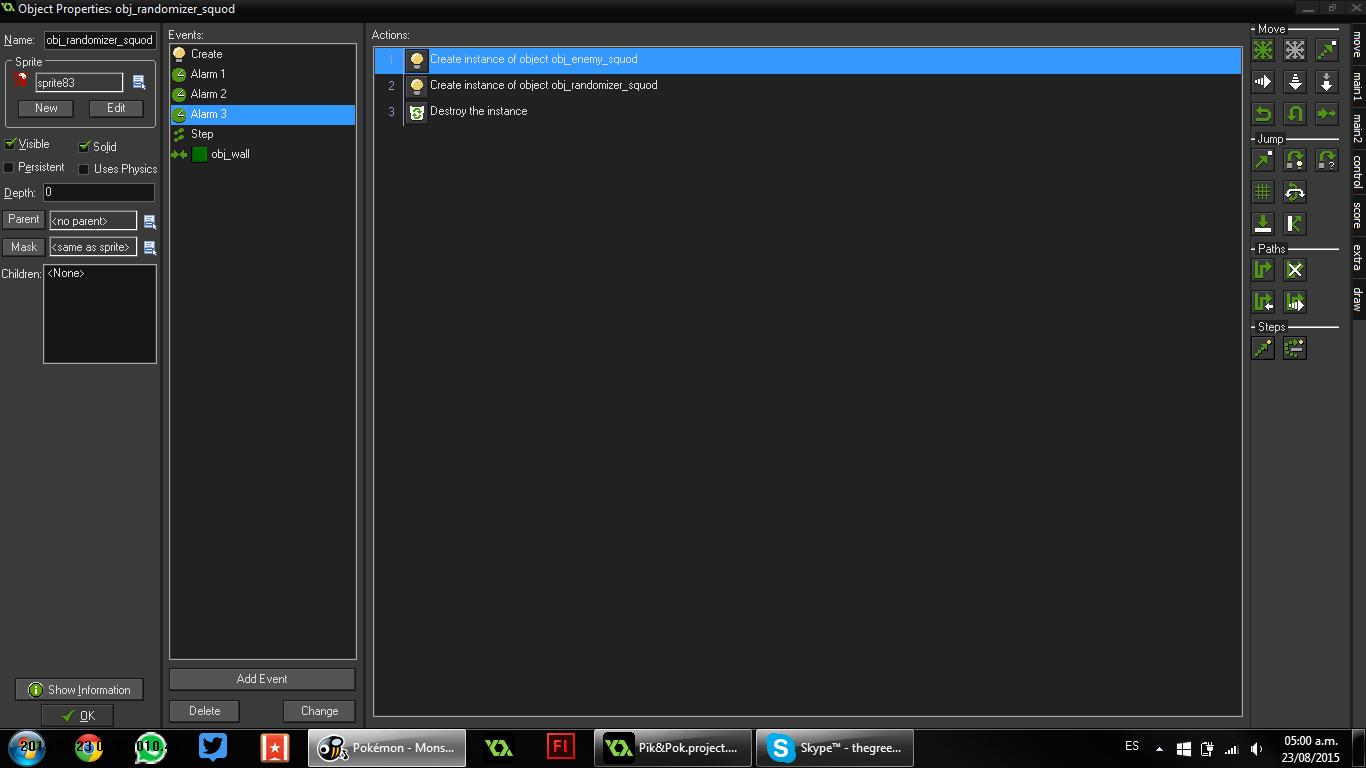 Object Properties: obj_randomizer_squod
Name: obj_randomizer_squod
Sprite
sprite83
New
Edit
Visible
Solid
Persistent
Uses Physics
Depth: 0
Parent
<no parent>
Mask
<same as sprite>
Children:
<None>
Show Information
OK
Events:
Create
Alarm 1
Alarm 2
Alarm 3
Step
obj_wall
Add Event
Delete
Change
Actions:
1 Create instance of object obj_enemy_squod
2 Create instance of object obj_randomizer_squod
3 Destroy the instance
Move
Jump
?
Paths
Steps
move
main1
main2
control
score
extra
draw
Pokémon - Mons...
Fl
Pik&Pok.project....
Skype™ - thegree...
ES
05:00 a.m.
23/08/2015